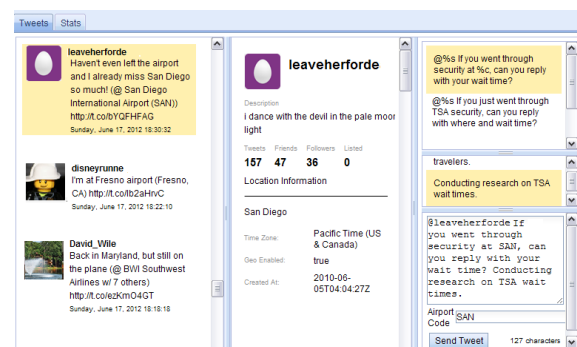 Tweets Stats
leaveherforde
Haven't even left the airport
and I already miss San Diego
so much! (@ San Diego
International Airport (SAN))
http://t.co/bYQFHFAG
Sunday, June 17, 2012 18:30:32
disneyrunne
I'm at Fresno airport (Fresno,
CA) http://t.co/lb2aHrvC
Sunday, June 17, 2012 18:22:10
David_Wile
Back in Maryland, but still on
the plane (@ BWI Southwest
Airlines w/ 7 others)
http://t.co/ezKmO4GT
Sunday, June 17, 2012 18:18:18
leaveherforde
Description
i dance with the devil in the pale moor
light
Tweets Friends Followers Listed
157 47 36 0
Location Information
San Diego
Time Zone: Pacific Time (US
& Canada)
Geo Enabled: true
Created At: 2010-06-
05T04:04:27Z
@%s If you went through
security at %c, can you reply
with your wait time?
@%s If you just went through
TSA security, can you reply
with where and wait time?
travelers.
Conducting research on TSA
wait times.
@leaveherforde If
you went through
security at SAN, can
you reply with your
wait time? Conducting
research on TSA wait
times.
Airport
Code SAN
Send Tweet 127 characters